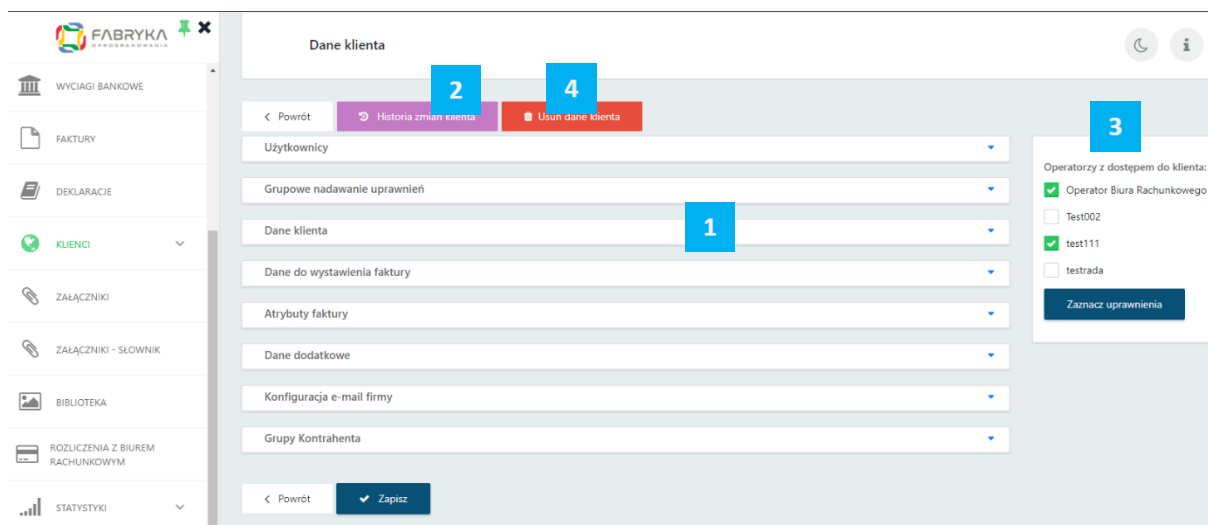 FABRYKA
OPROGRAMOWANIA
WYCIAGI BANKOWE
FAKTURY
DEKLARACJE
KLIENCI
ZAŁĄCZNIKI
ZAŁĄCZNIKI - SŁOWNIK
BIBLIOTEKA
ROZLICZENIA Z BIUREM
RACHUNKOWYM
STATYSTYKI
Dane klienta
2
4
Powrót
Historia zmian klienta
Usuń dane klienta
Użytkownicy
Grupowe nadawanie uprawnień
Dane klienta
1
Dane do wystawienia faktury
Atrybuty faktury
Dane dodatkowe
Konfiguracja e-mail firmy
Grupy Kontrahenta
Powrót
Zapisz
3
Operatorzy z dostępem do klienta:
Operator Biura Rachunkowego
Test002
test111
testrada
Zaznacz uprawnienia